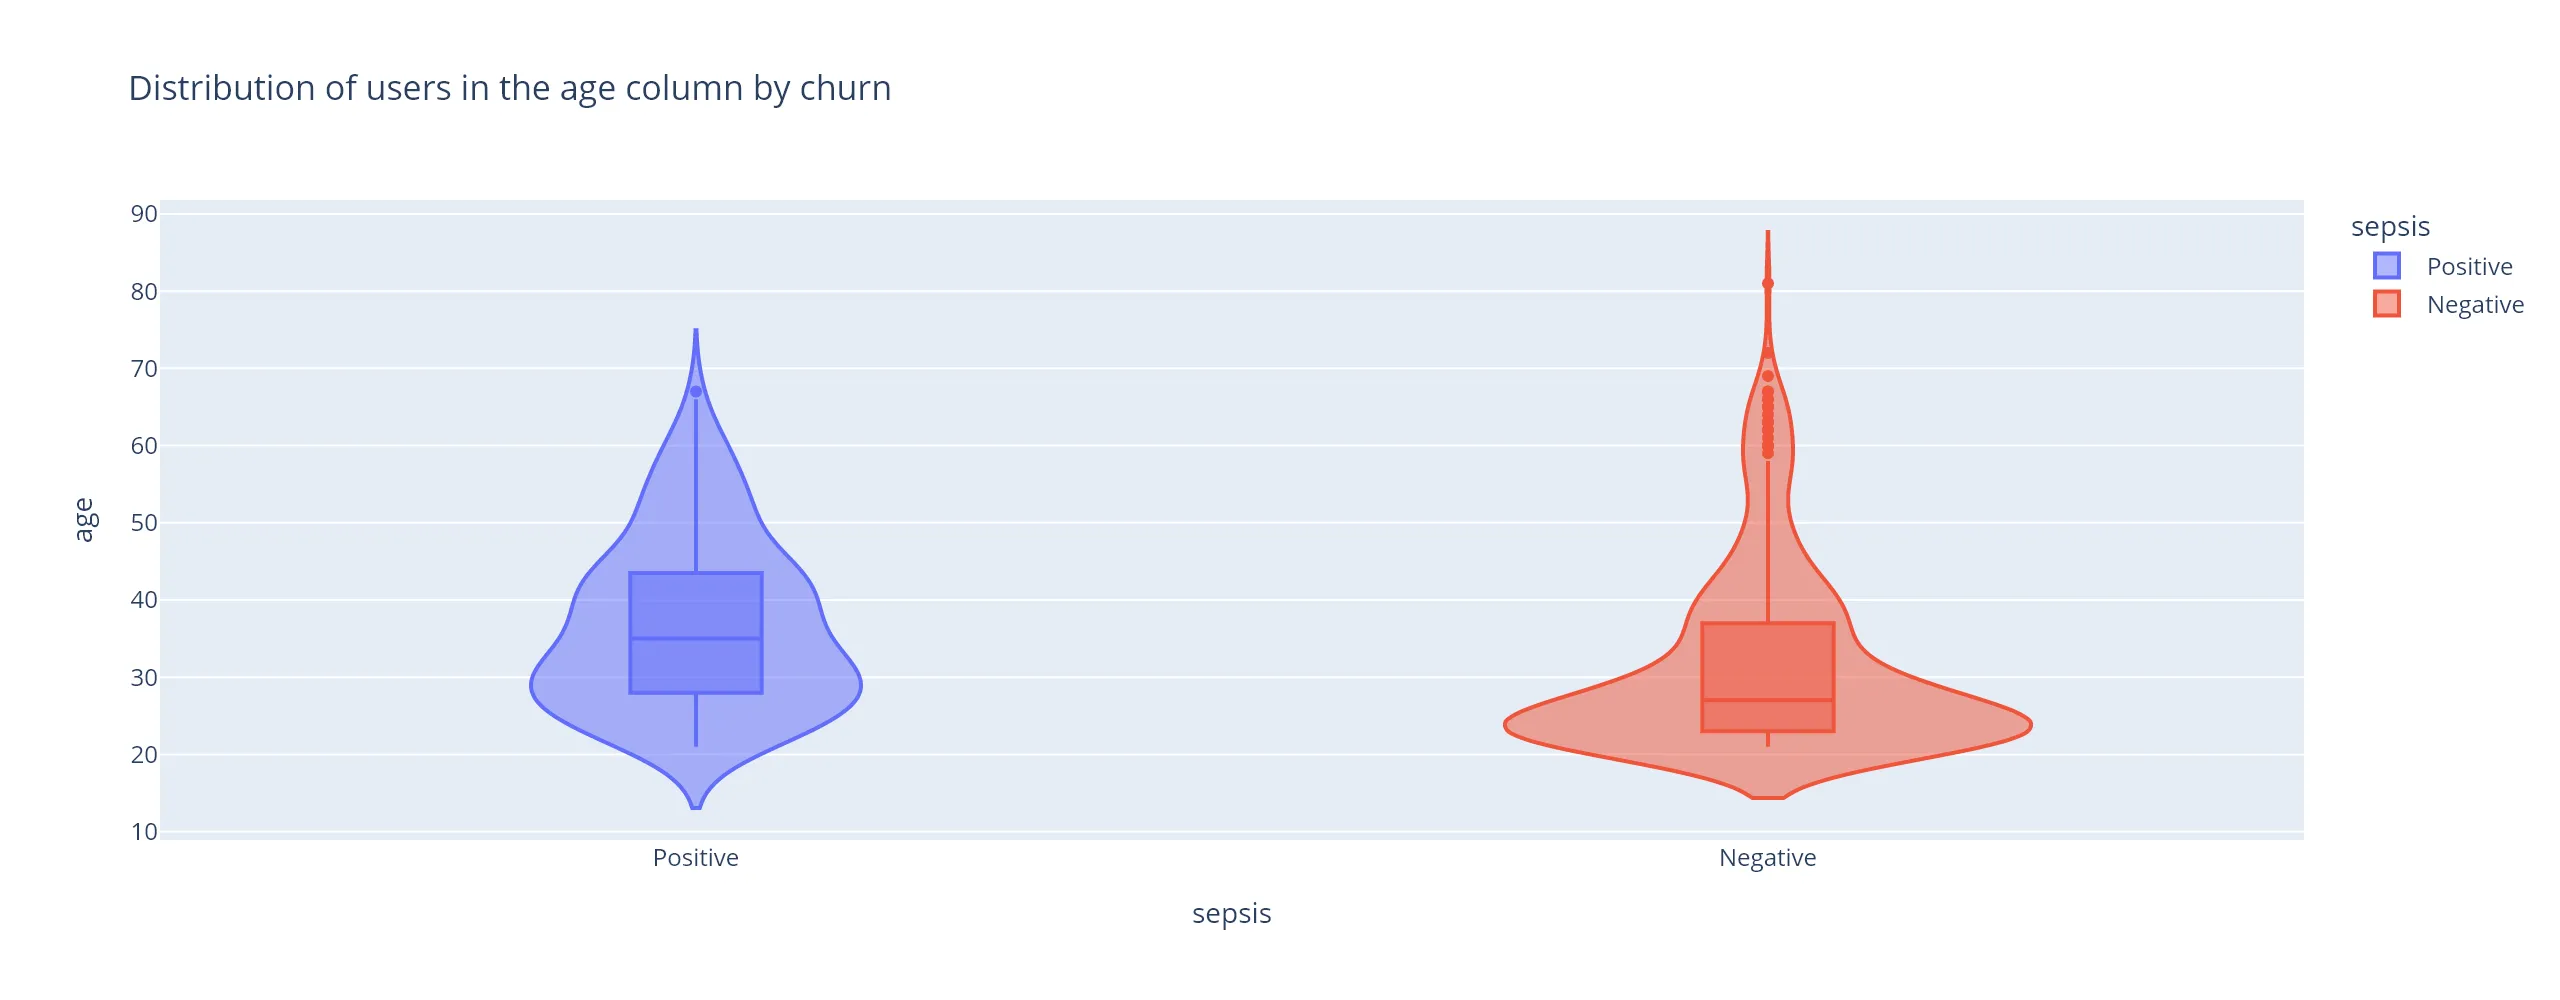 Distribution of users in the age column by churn
90
80
70
60
50
40
30
20
10
age
Positive
Negative
sepsis
sepsis
Positive
Negative